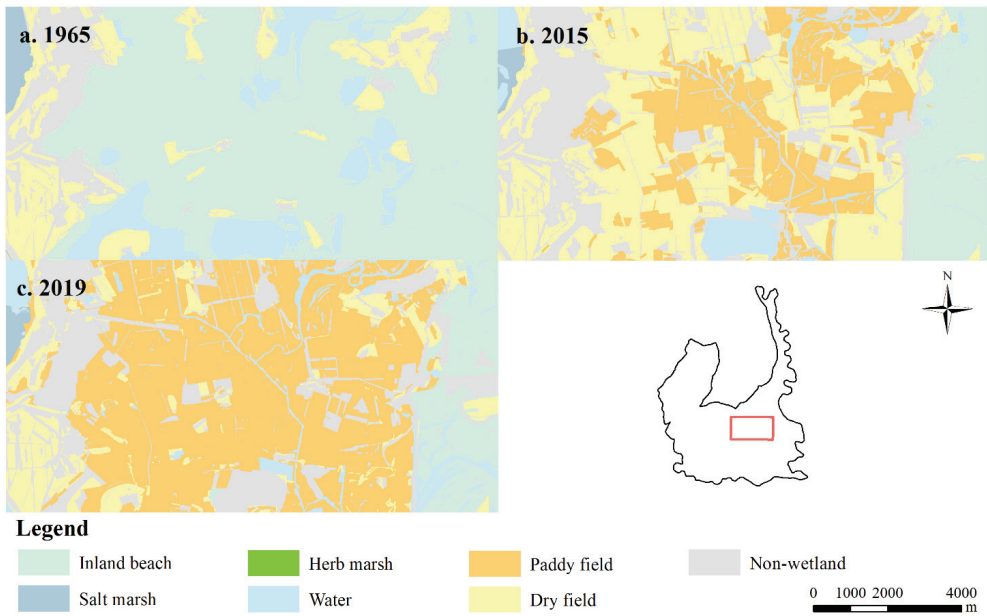 a. 1965
b. 2015
c. 2019
N
Legend
Inland beach
Herb marsh
Paddy field
Non-wetland
Salt marsh
Water
Dry field
0 1000 2000 4000
m